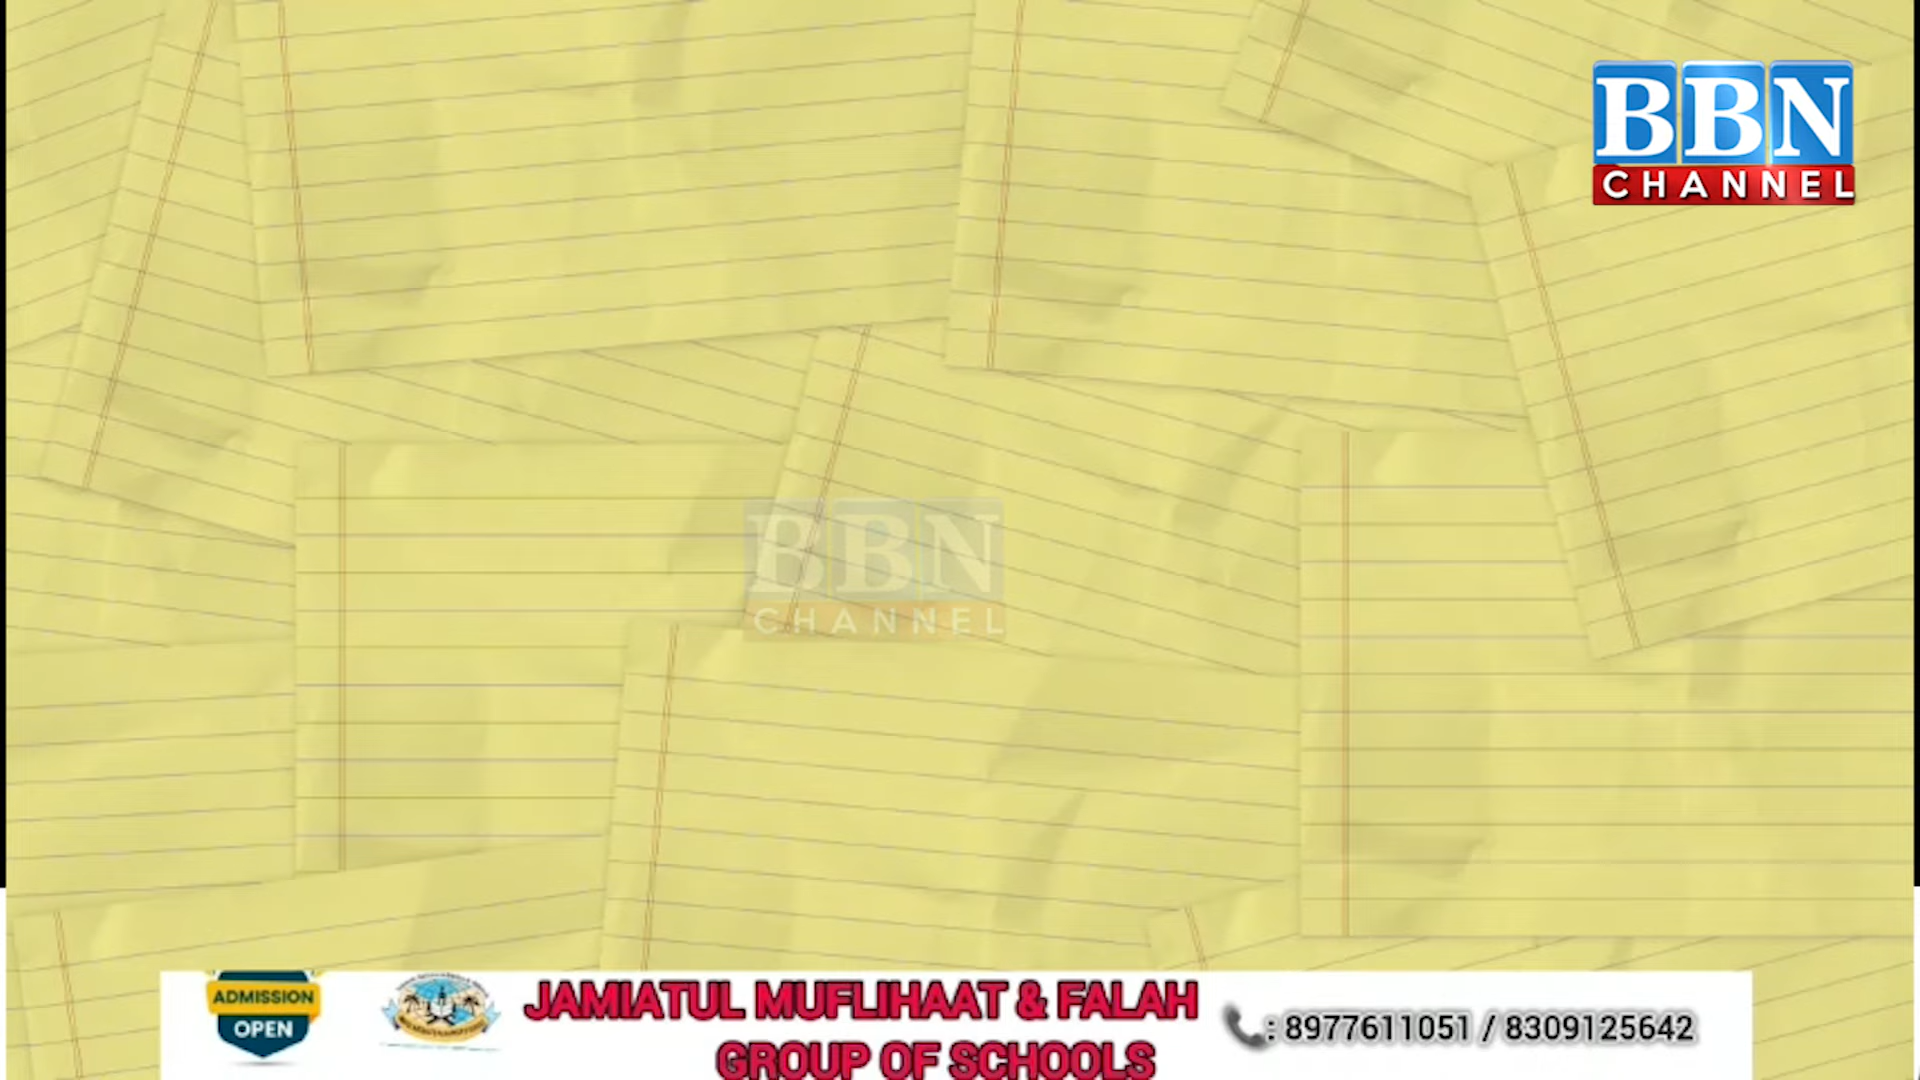 BBN
CHANNEL
BBN
CHANNEL
ADMISSION
OPEN
JAMIATUL MUFLIHAAT & FALAH
GROUP OF SCHOOLS
: 8977611051 / 8309125642